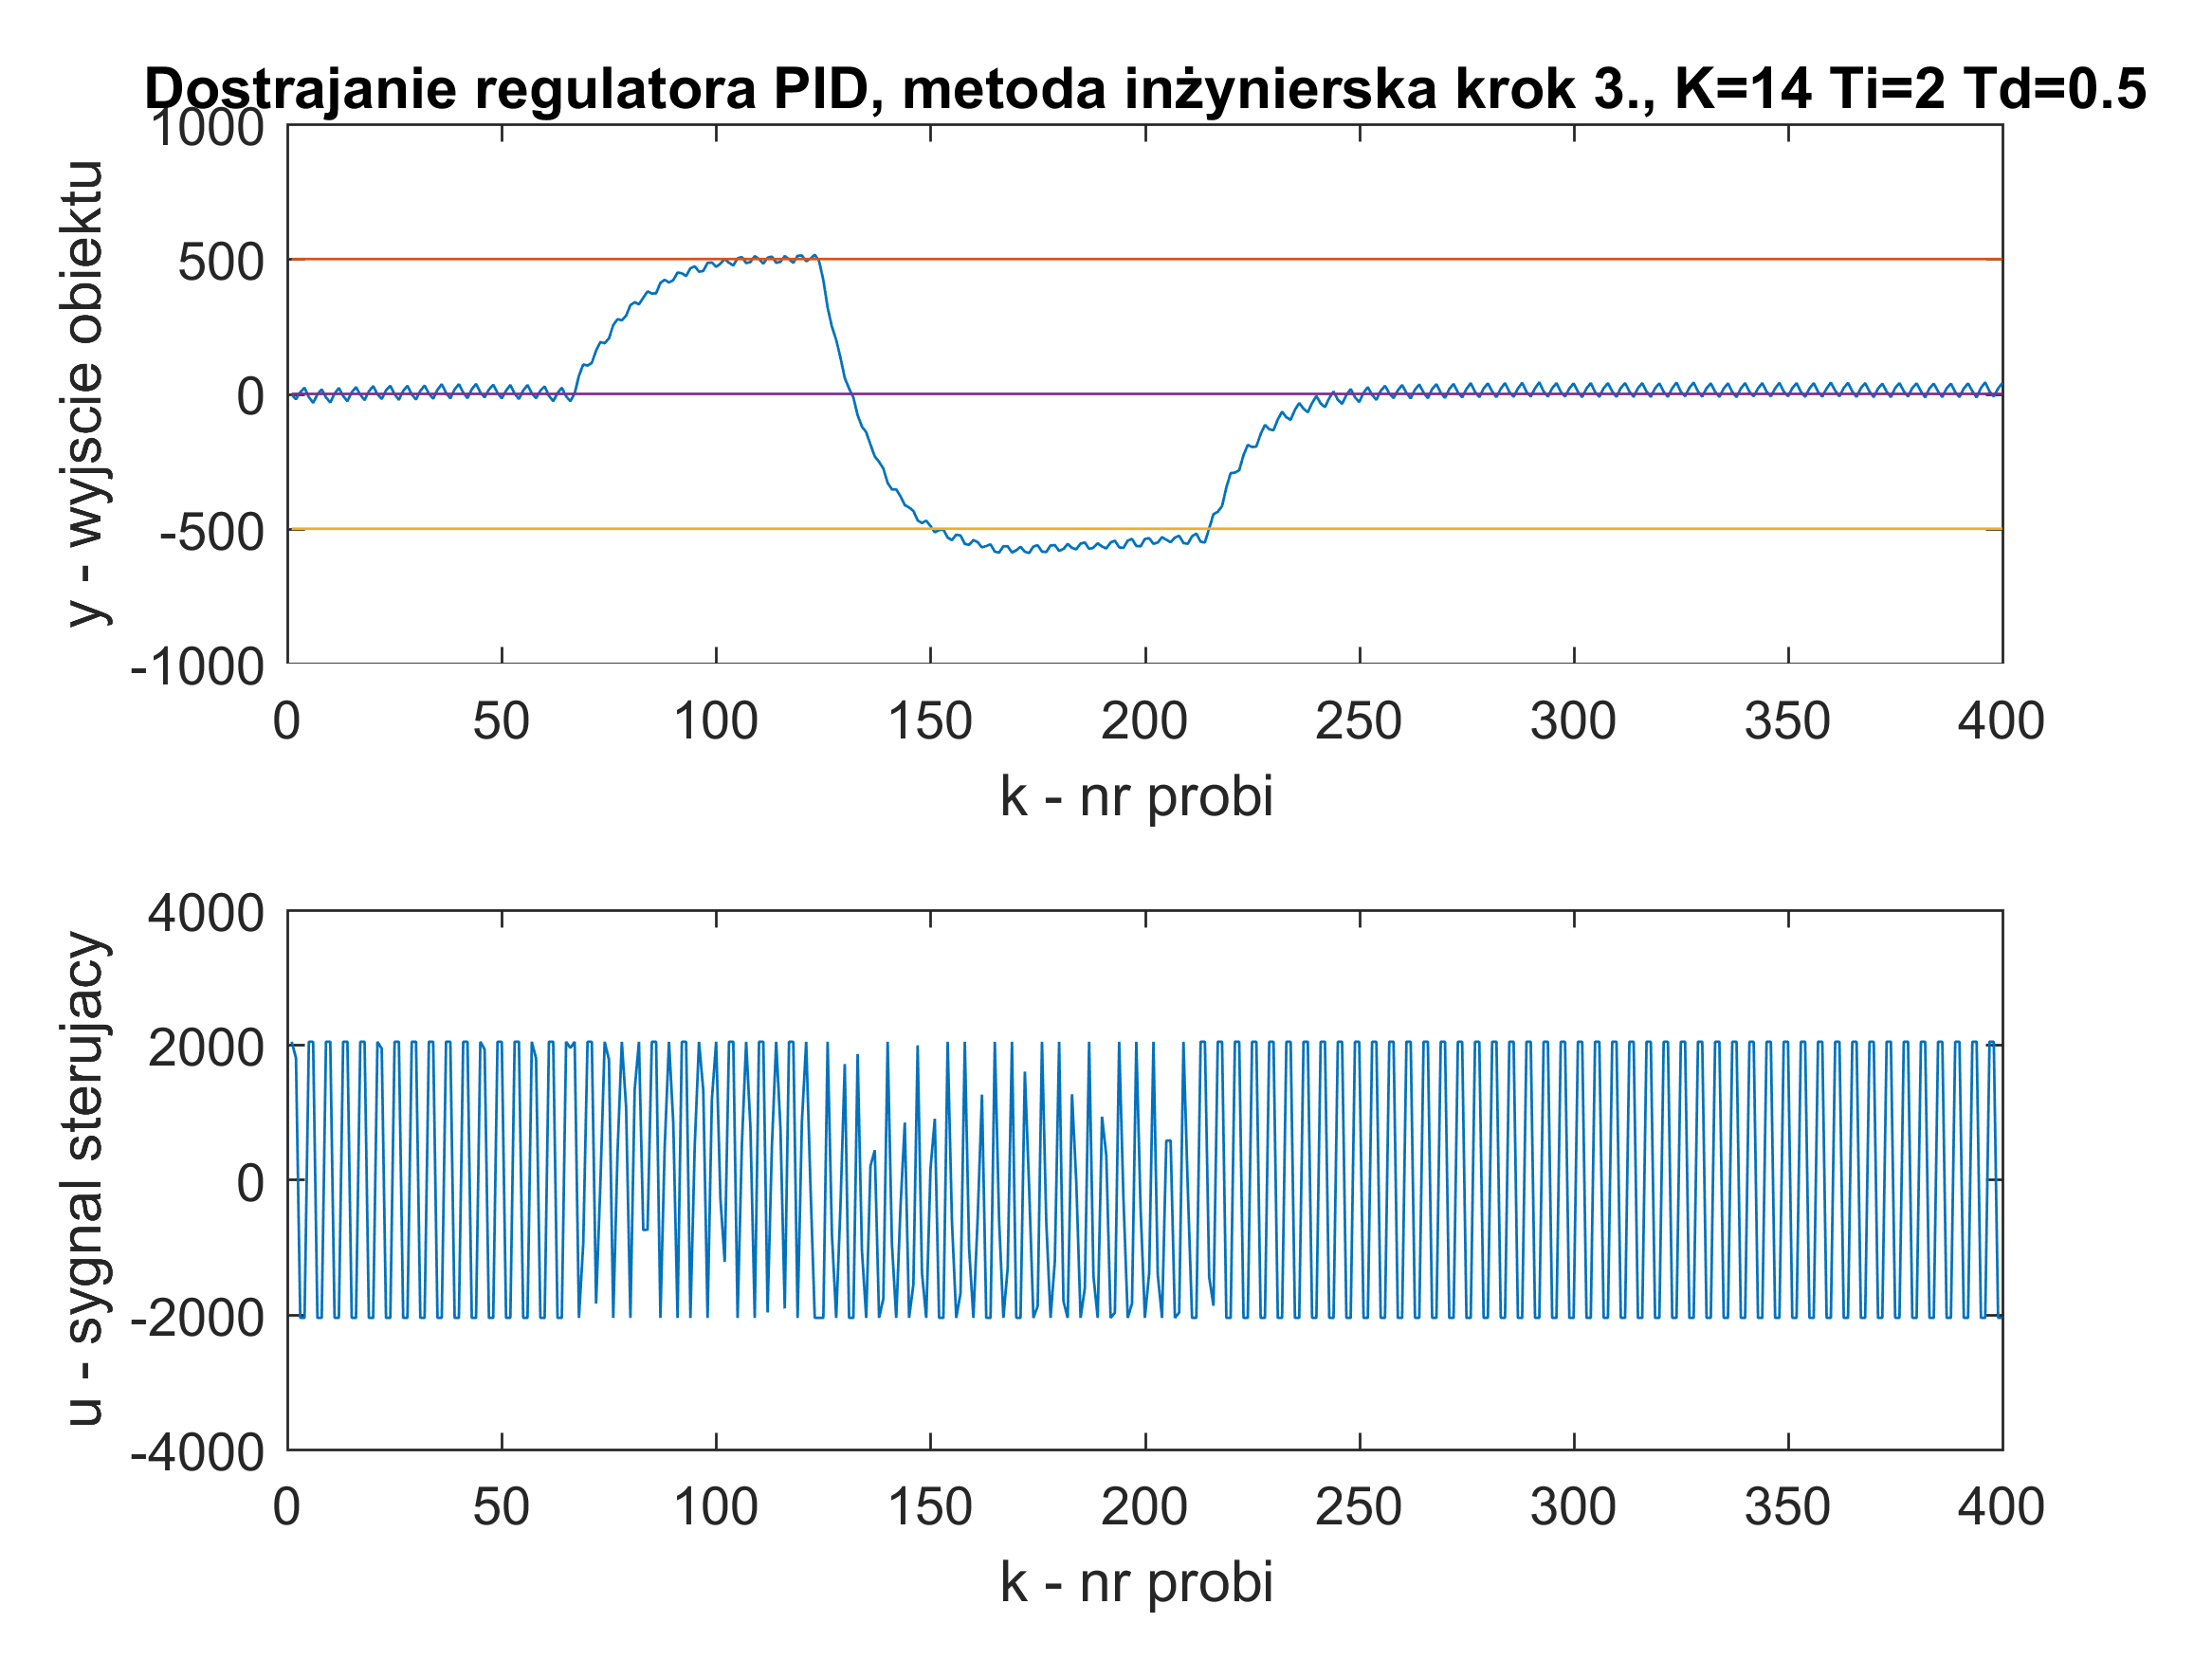 Dostrajanie regulatora PID, metoda inżynierska krok 3., K=14 Ti=2 Td=0.5
1000
500
0
-500
-1000
y - wyjscie obiektu
0 50 100 150 200 250 300 350 400
k - nr probi
4000
2000
0
-2000
-4000
u - sygnal sterujacy
0 50 100 150 200 250 300 350 400
k - nr probi